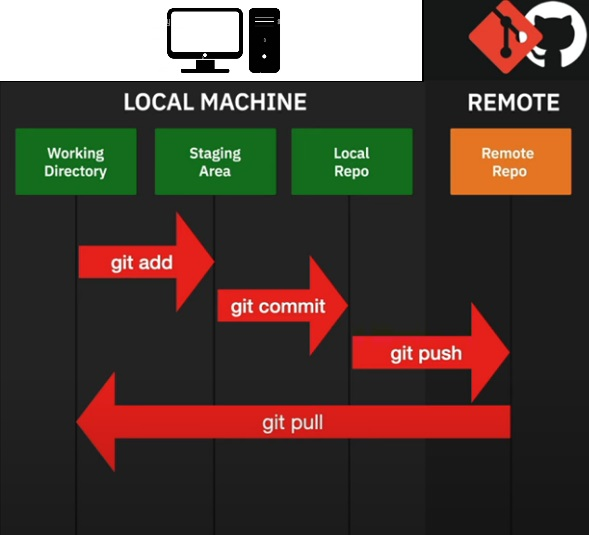 LOCAL MACHINE
REMOTE
Working
Directory
Staging
Area
Local
Repo
Remote
Repo
git add
git commit
git push
git pull